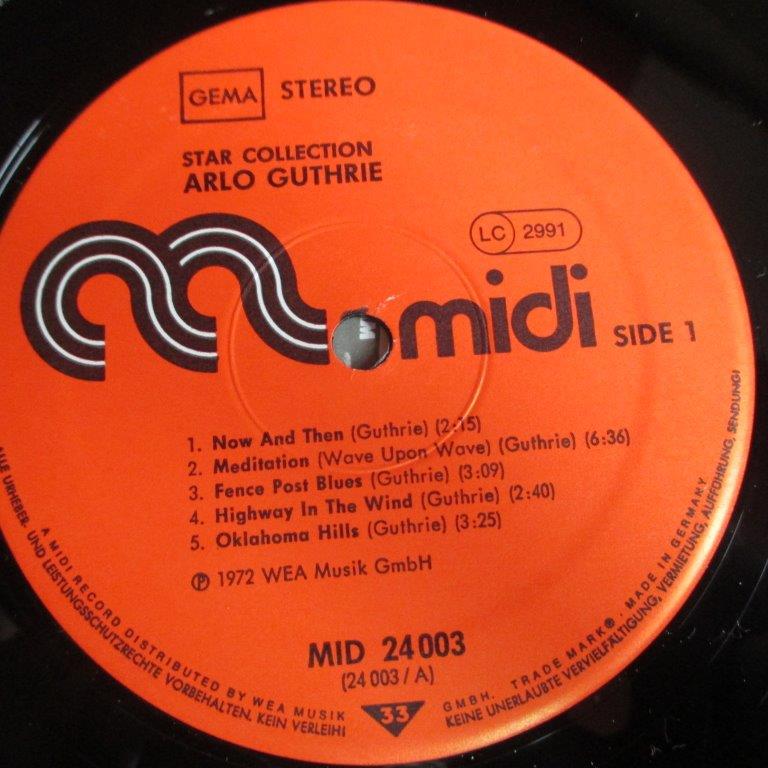 GEMA STEREO
STAR COLLECTION
ARLO GUTHRIE
LC 2991
midi
SIDE 1
1. Now And Then (Guthrie) (2:15)
2. Meditation (Wave Upon Wave) (Guthrie) (6:36)
3. Fence Post Blues (Guthrie) (3:09)
4. Highway In The Wind (Guthrie) (2:40)
5. Oklahoma Hills (Guthrie) (3:25)
Ⓟ 1972 WEA Musik GmbH
MID 24 003
(24 003 / A)
33
A MIDI RECORD DISTRIBUTED BY WEA MUSIK GMBH. TRADE MARK®. MADE IN GERMANY
ALLE URHEBER- UND LEISTUNGSSCHUTZRECHTE VORBEHALTEN. KEIN VERLEIH! KEINE UNERLAUBTE VERVIELFÄLTIGUNG, VERMIETUNG, AUFFÜHRUNG, SENDUNG!